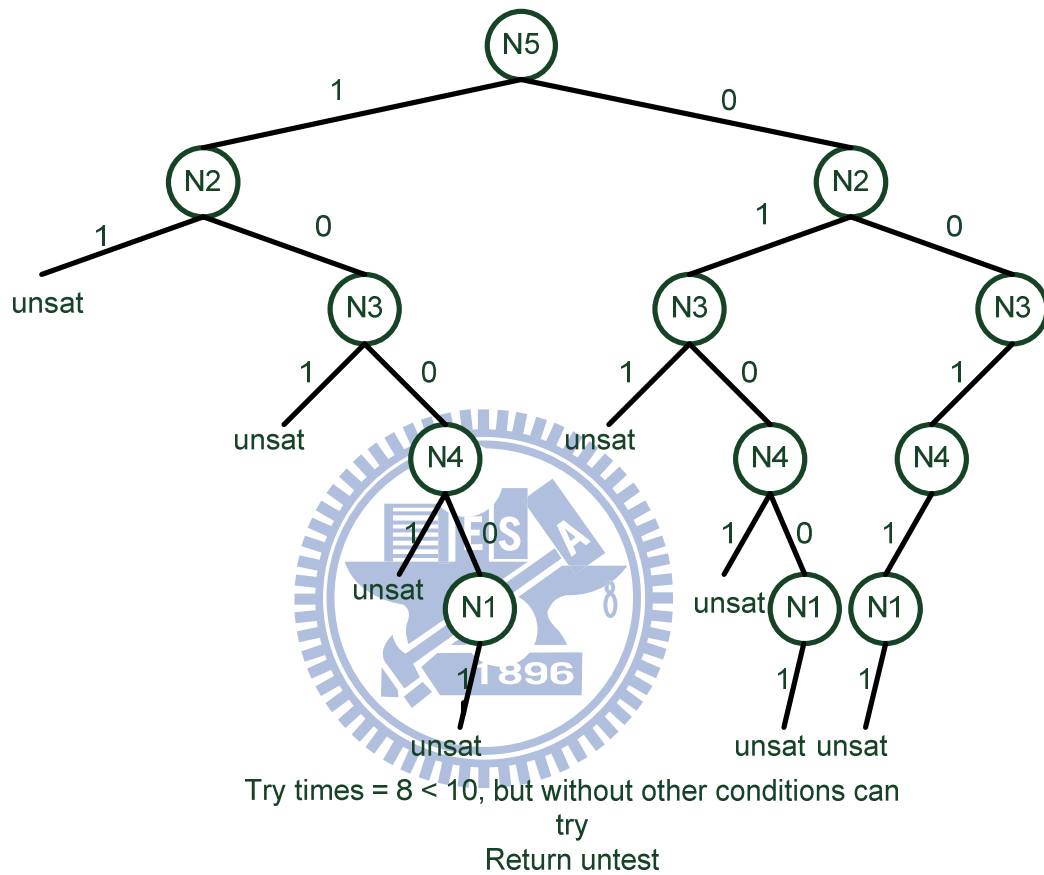 N5
1 0
N2 N2
1 0 1 0
unsat N3 N3 N3
1 0 1 0 1
unsat N4 unsat N4 N4
1 0 1 0 1
E S A
unsat N1 unsat N1 N1
1 1 1
1896
unsat unsat unsat
Try times = 8 < 10, but without other conditions can
try
Return untest